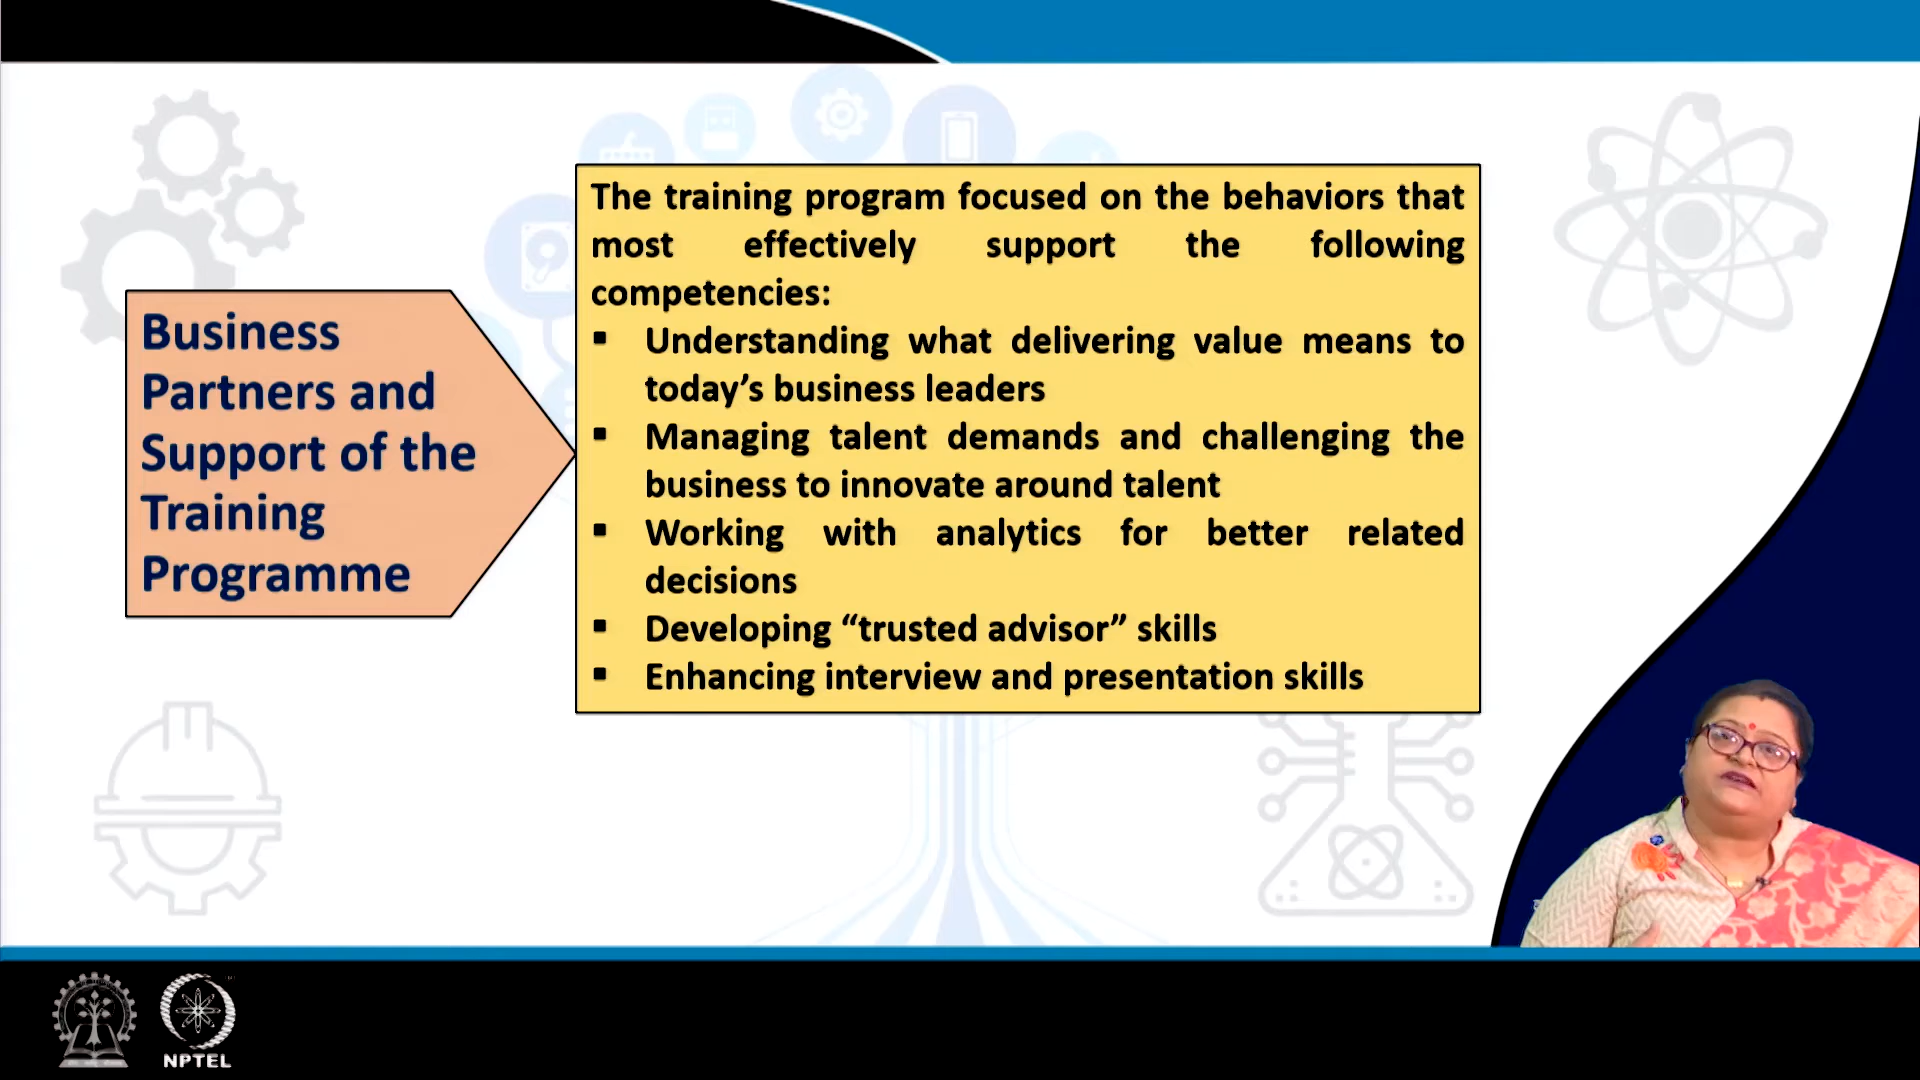 Business
Partners and
Support of the
Training
Programme
The training program focused on the behaviors that
most effectively support the following
competencies:
▪ Understanding what delivering value means to
today’s business leaders
▪ Managing talent demands and challenging the
business to innovate around talent
▪ Working with analytics for better related
decisions
▪ Developing “trusted advisor” skills
▪ Enhancing interview and presentation skills
NPTEL